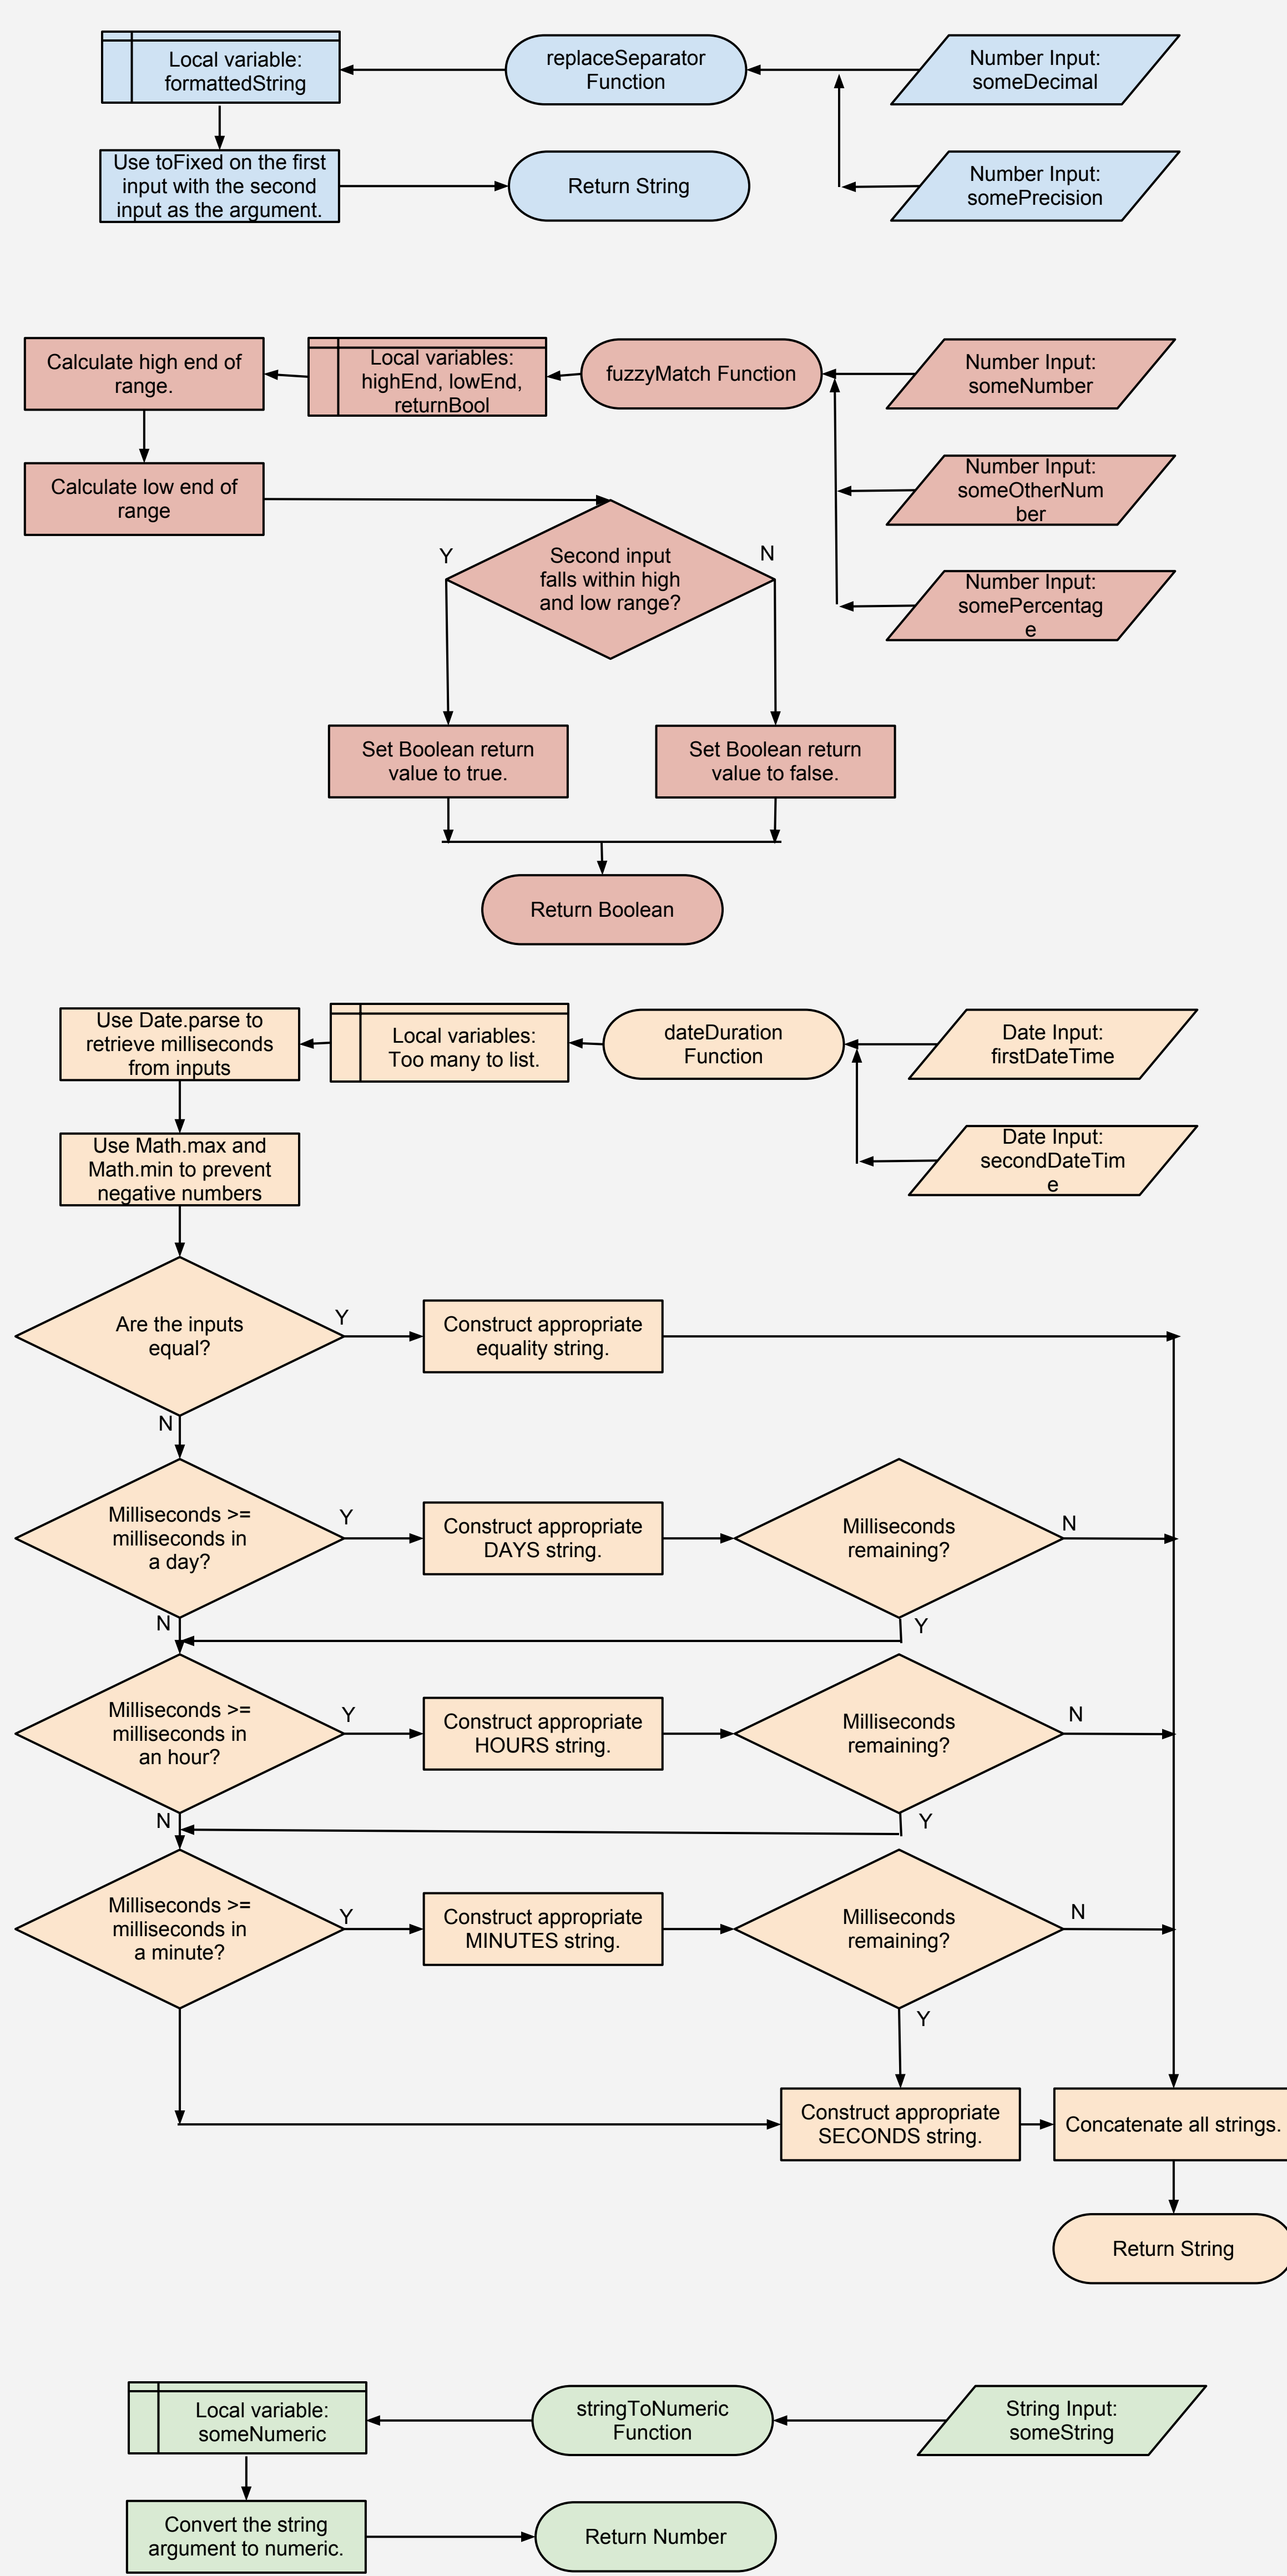 Local variable:
formattedString
replaceSeparator
Function
Number Input:
someDecimal
Use toFixed on the first
input with the second
input as the argument.
Return String
Number Input:
somePrecision
Calculate high end of
range.
Local variables:
highEnd, lowEnd,
returnBool
fuzzyMatch Function
Number Input:
someNumber
Calculate low end of
range
Number Input:
someOtherNum
ber
Y
N
Second input
falls within high
and low range?
Number Input:
somePercentag
e
Set Boolean return
value to true.
Set Boolean return
value to false.
Return Boolean
Use Date.parse to
retrieve milliseconds
from inputs
Local variables:
Too many to list.
dateDuration
Function
Date Input:
firstDateTime
Use Math.max and
Math.min to prevent
negative numbers
Date Input:
secondDateTim
e
Are the inputs
equal?
Y
Construct appropriate
equality string.
N
Milliseconds >=
milliseconds in
a day?
Y
Construct appropriate
DAYS string.
Milliseconds
remaining?
N
N
Y
Milliseconds >=
milliseconds in
an hour?
Y
Construct appropriate
HOURS string.
Milliseconds
remaining?
N
N
Y
Milliseconds >=
milliseconds in
a minute?
Y
Construct appropriate
MINUTES string.
Milliseconds
remaining?
N
Y
Construct appropriate
SECONDS string.
Concatenate all strings.
Return String
Local variable:
someNumeric
stringToNumeric
Function
String Input:
someString
Convert the string
argument to numeric.
Return Number